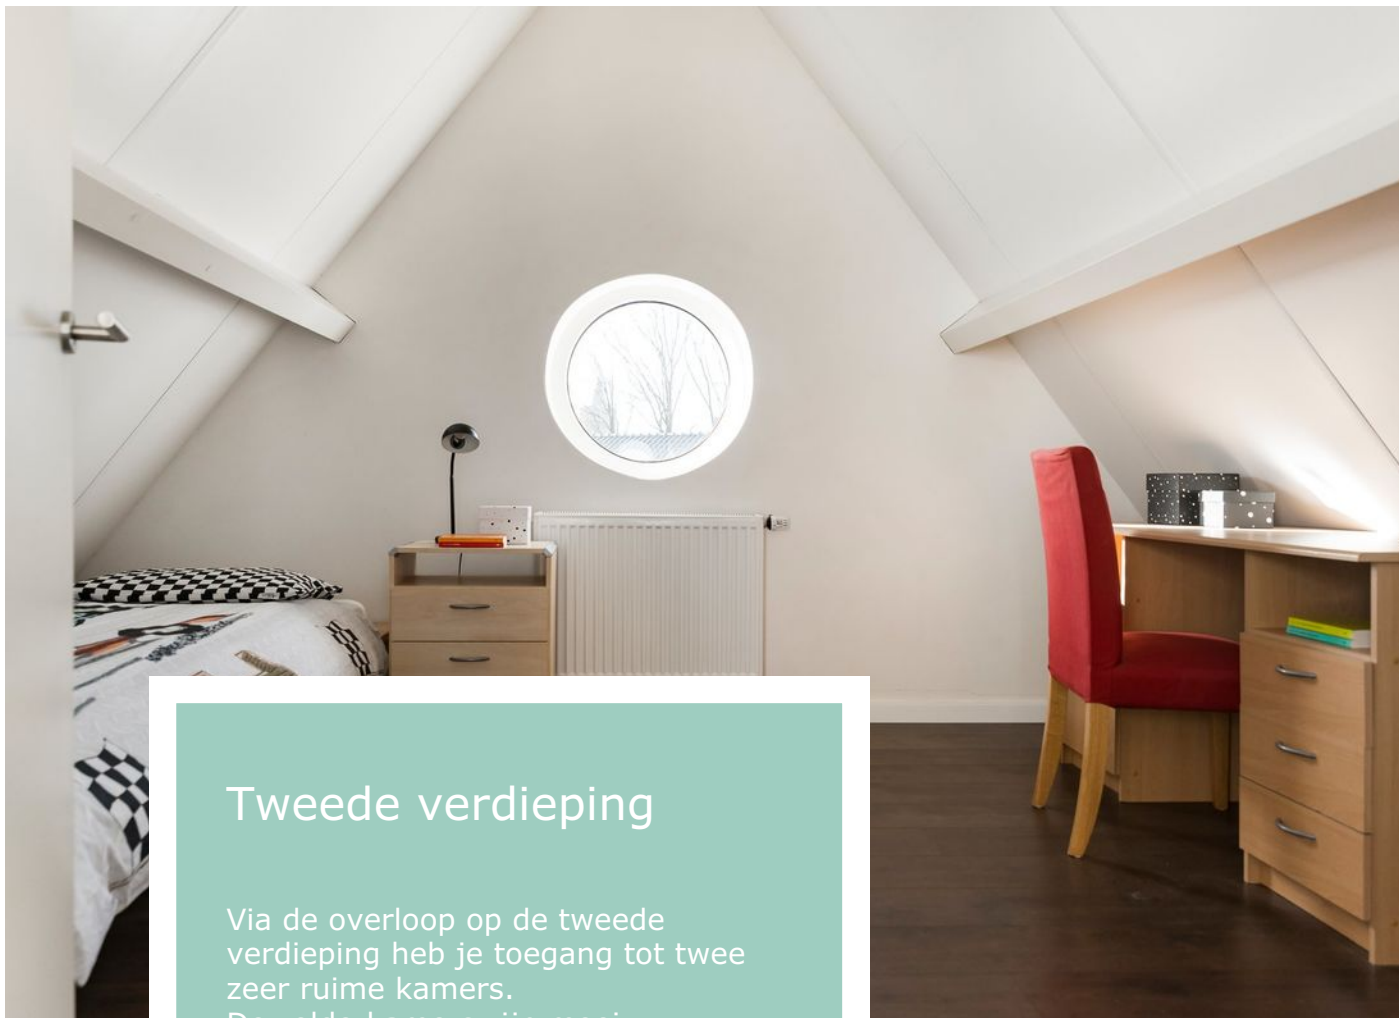 Tweede verdieping
Via de overloop op de tweede
verdieping heb je toegang tot twee
zeer ruime kamers.